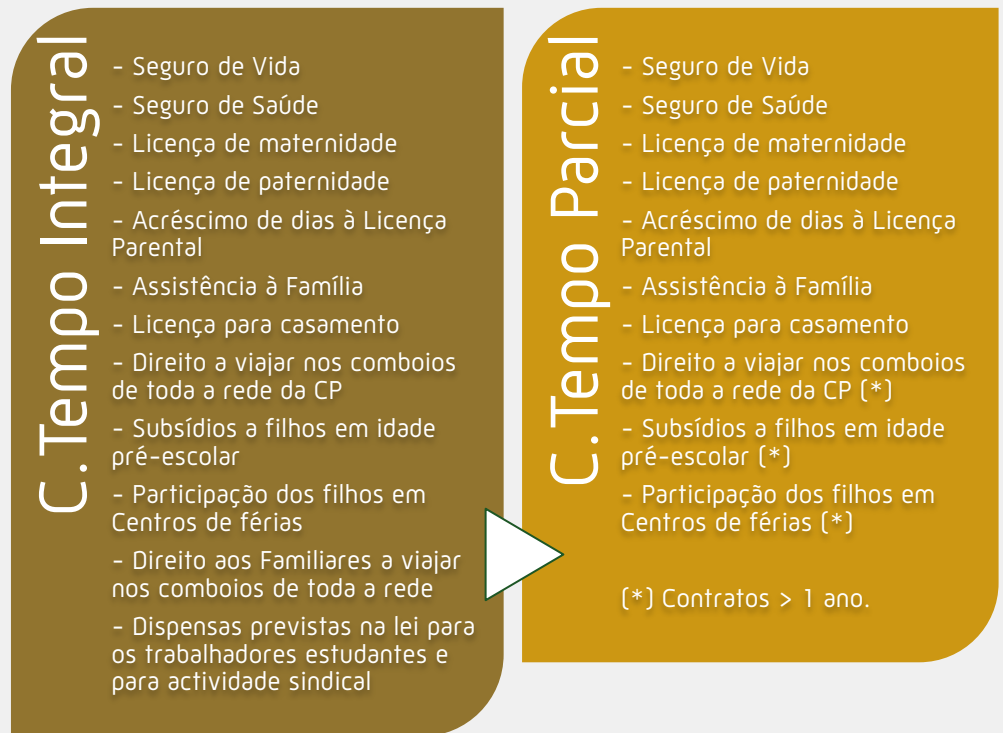 C.Tempo Integral
- Seguro de Vida
- Seguro de Saúde
- Licença de maternidade
- Licença de paternidade
- Acréscimo de dias à Licença
Parental
- Assistência à Família
- Licença para casamento
- Direito a viajar nos comboios
de toda a rede da CP
- Subsídios a filhos em idade
pré-escolar
- Participação dos filhos em
Centros de férias
- Direito aos Familiares a viajar
nos comboios de toda a rede
- Dispensas previstas na lei para
os trabalhadores estudantes e
para actividade sindical
C.Tempo Parcial
- Seguro de Vida
- Seguro de Saúde
- Licença de maternidade
- Licença de paternidade
- Acréscimo de dias à Licença
Parental
- Assistência à Família
- Licença para casamento
- Direito a viajar nos comboios
de toda a rede da CP (*)
- Subsídios a filhos em idade
pré-escolar (*)
- Participação dos filhos em
Centros de férias (*)
(*) Contratos > 1 ano.